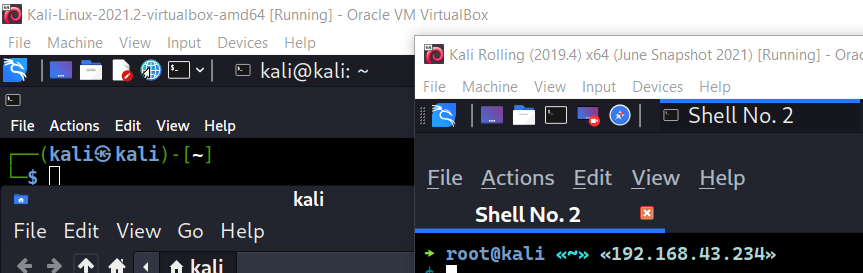 Kali-Linux-2021.2-virtualbox-amd64 [Running] - Oracle VM VirtualBox
File Machine View Input Devices Help
kali@kali: ~
File Actions Edit View Help
(kali㉿kali)-[~]
$
kali
File Edit View Go Help
kali
Kali Rolling (2019.4) x64 (June Snapshot 2021) [Running] - Orac
File Machine View Input Devices Help
Shell No. 2
File Actions Edit View Help
Shell No. 2
root@kali «~» «192.168.43.234»